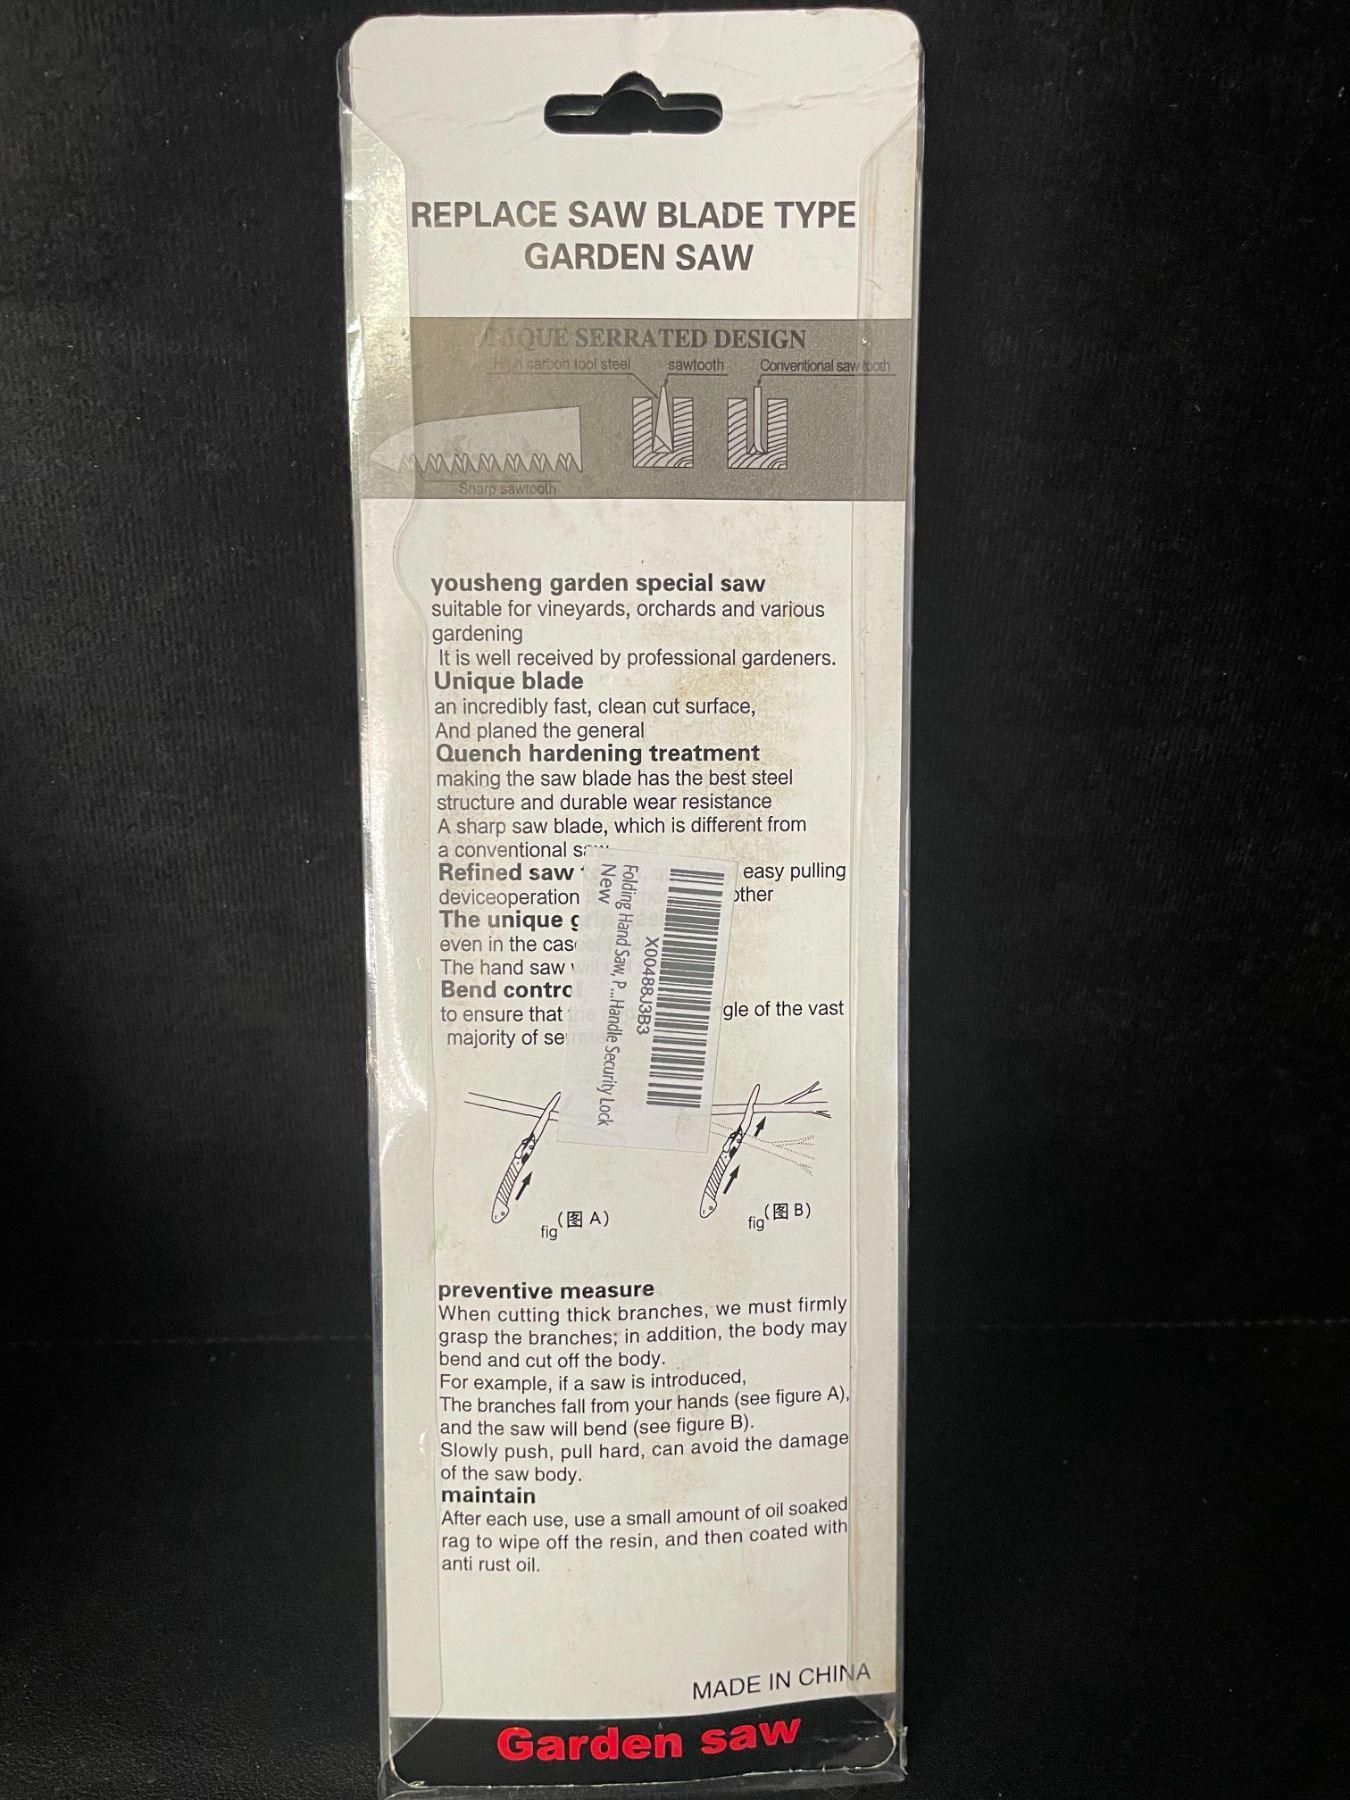 REPLACE SAW BLADE TYPE
GARDEN SAW
SERRATED DESIGN
carbon tool steel
sawtooth
Conventional saw tooth
Sharp sawtooth
yousheng garden special saw
suitable for vineyards, orchards and various
gardening
It is well received by professional gardeners.
Unique blade
an incredibly fast, clean cut surface,
And planed the general
Quench hardening treatment
making the saw blade has the best steel
structure and durable wear resistance
A sharp saw blade, which is different from
a conventional
Refined saw easy pulling
deviceoperation
The unique
even in the
The hand saw
Bend
to ensure that of the vast
majority of
Folding Hand Saw, P...Handle Security Lock
New
X0048BJ3B3
fig(图 A)
fig(图 B)
preventive measure
When cutting thick branches, we must firmly
grasp the branches; in addition, the body may
bend and cut off the body.
For example, if a saw is introduced,
The branches fall from your hands (see figure A),
and the saw will bend (see figure B).
Slowly push, pull hard, can avoid the damage
of the saw body.
maintain
After each use, use a small amount of oil soaked
rag to wipe off the resin, and then coated with
anti rust oil.
MADE IN CHINA
Garden saw